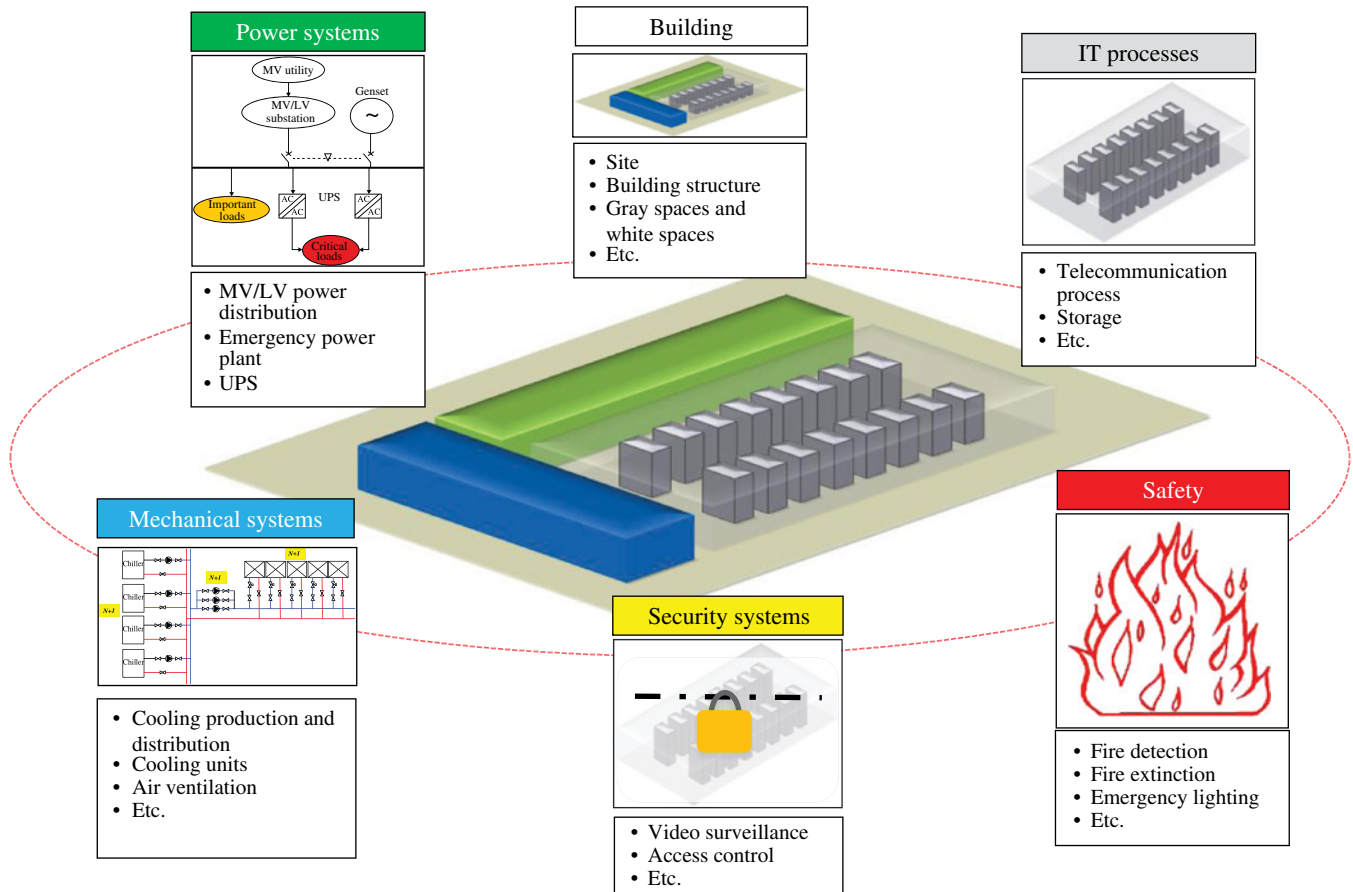 Power systems
MV utility
Genset
MV/LV
substation
~
Important
loads
AC
AC
UPS
AC
AC
Critical
loads
• MV/LV power
distribution
• Emergency power
plant
• UPS
Building
• Site
• Building structure
• Gray spaces and
white spaces
• Etc.
IT processes
• Telecommunication
process
• Storage
• Etc.
Mechanical systems
Chiller
N+1
N+1
Chiller
N+1
Chiller
Chiller
• Cooling production and
distribution
• Cooling units
• Air ventilation
• Etc.
Security systems
• Video surveillance
• Access control
• Etc.
Safety
• Fire detection
• Fire extinction
• Emergency lighting
• Etc.